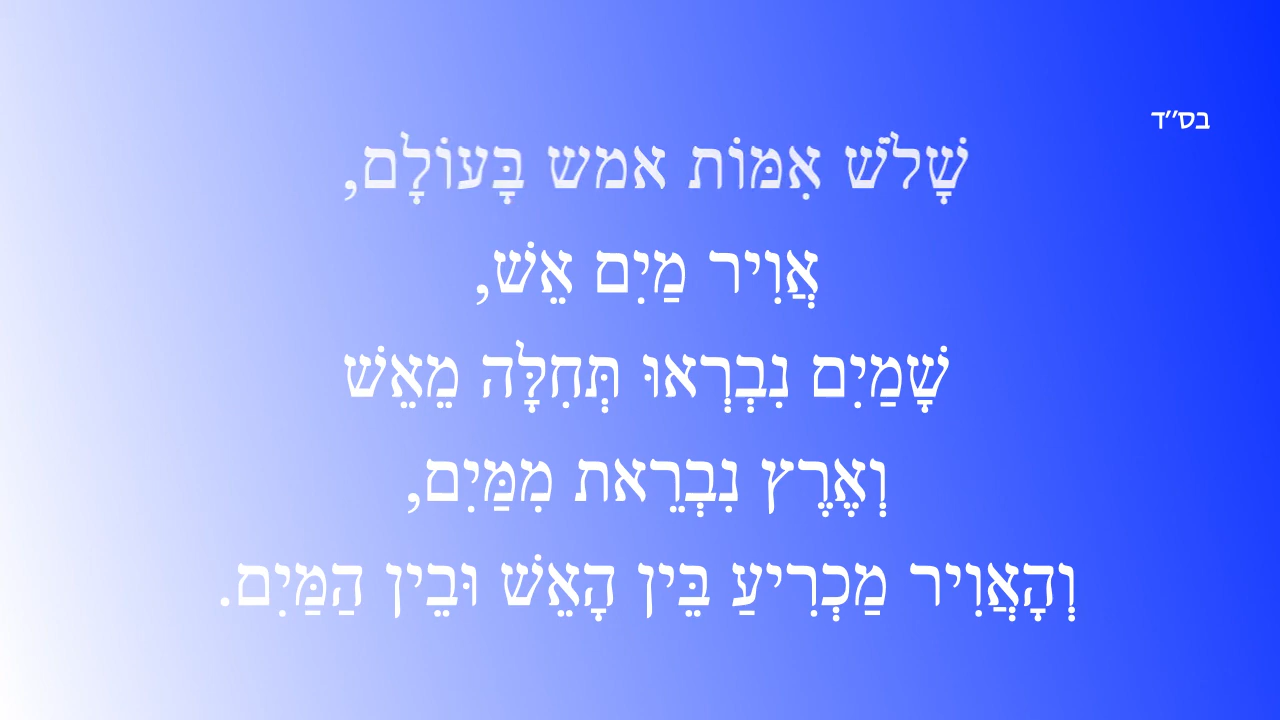 בס״ד
שָׁלֹשׁ אִמּוֹת אמש בָּעוֹלָם,
אֲוִיר מַיִם אֵשׁ,
שָׁמַיִם נִבְרְאוּ תְּחִלָּה מֵאֵשׁ
וְאֶרֶץ נִבְרֵאת מִמַּיִם,
וְהָאֲוִיר מַכְרִיעַ בֵּין הָאֵשׁ וּבֵין הַמַּיִם.